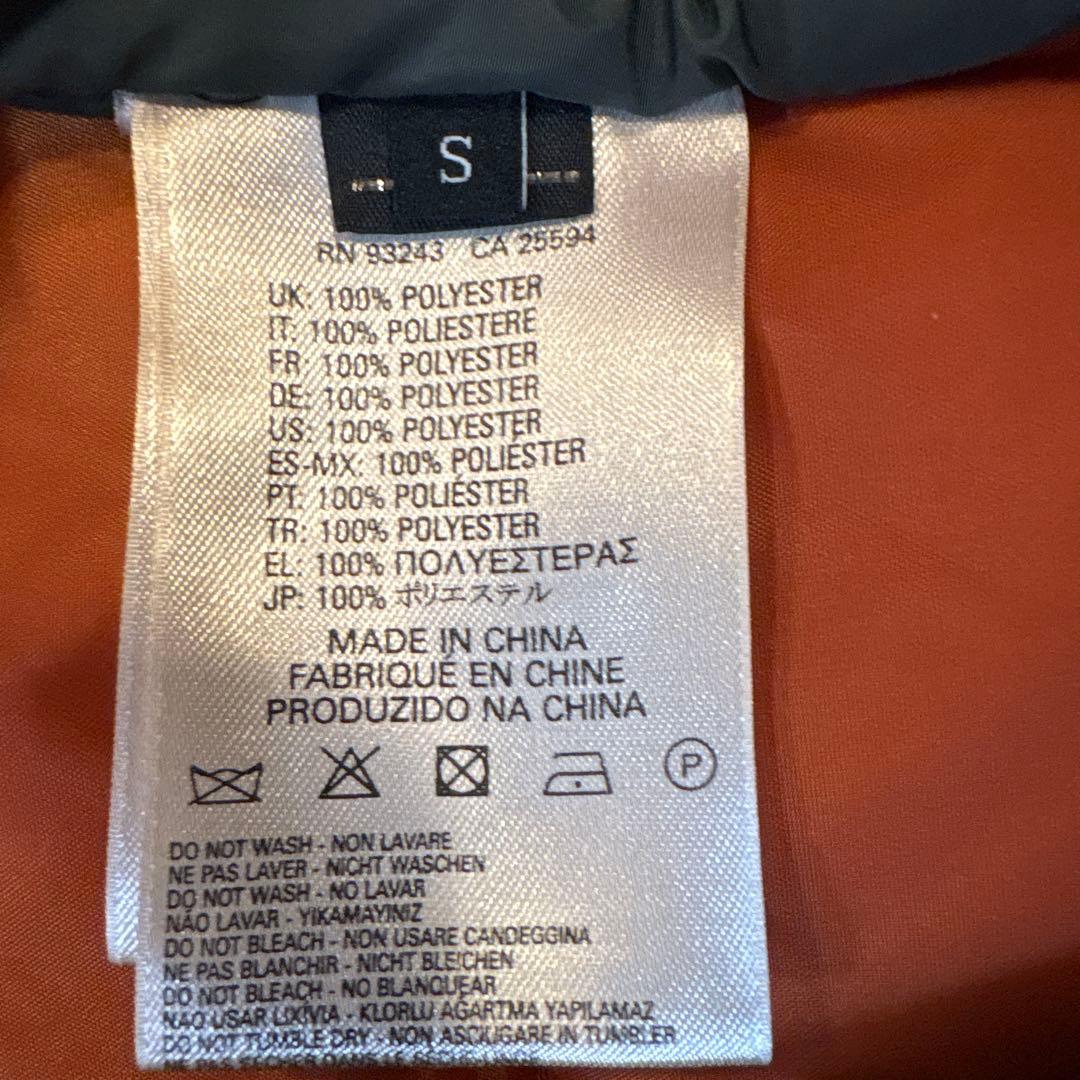 S
RN 93243 CA 25594
UK: 100% POLYESTER
IT: 100% POLIESTERE
FR: 100% POLYESTER
DE: 100% POLYESTER
US: 100% POLYESTER
ES-MX: 100% POLIÉSTER
PT: 100% POLIÉSTER
TR: 100% POLYESTER
EL: 100% ΠΟΛΥΕΣΤΕΡΑΣ
JP: 100% ポリエステル
MADE IN CHINA
FABRIQUÉ EN CHINE
PRODUZIDO NA CHINA
P
DO NOT WASH - NON LAVARE
NE PAS LAVER - NICHT WASCHEN
DO NOT WASH - NO LAVAR
NÃO LAVAR - YIKAMAYINIZ
DO NOT BLEACH - NON USARE CANDEGGINA
NE PAS BLANCHIR - NICHT BLEICHEN
DO NOT BLEACH - NO BLANQUEAR
NÃO USAR LIXÍVIA - KLORLU AĞARTMA YAPILAMAZ
DO NOT TUMBLE DRY - NON ASCIUGARE IN TUMBLER